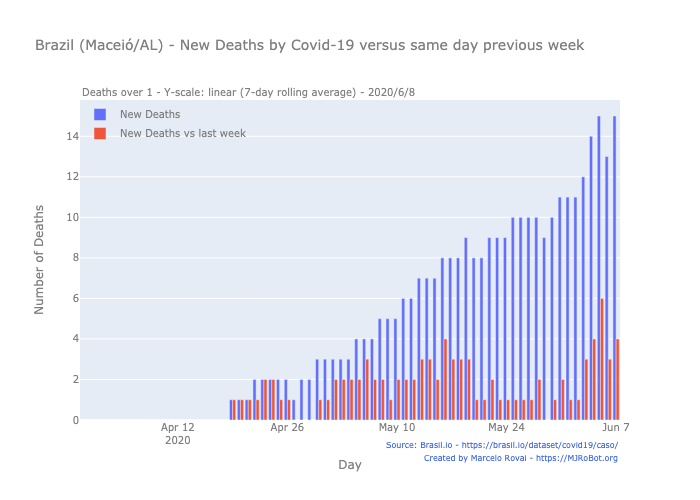 Brazil (Maceió/AL) - New Deaths by Covid-19 versus same day previous week
Deaths over 1 - Y-scale: linear (7-day rolling average) - 2020/6/8
New Deaths
New Deaths vs last week
Number of Deaths
14
12
10
8
6
4
2
0
Apr 12
2020
Apr 26
May 10
May 24
Jun 7
Day
Source: Brasil.io - https://brasil.io/dataset/covid19/caso/
Created by Marcelo Rovai - https://MJRoBot.org